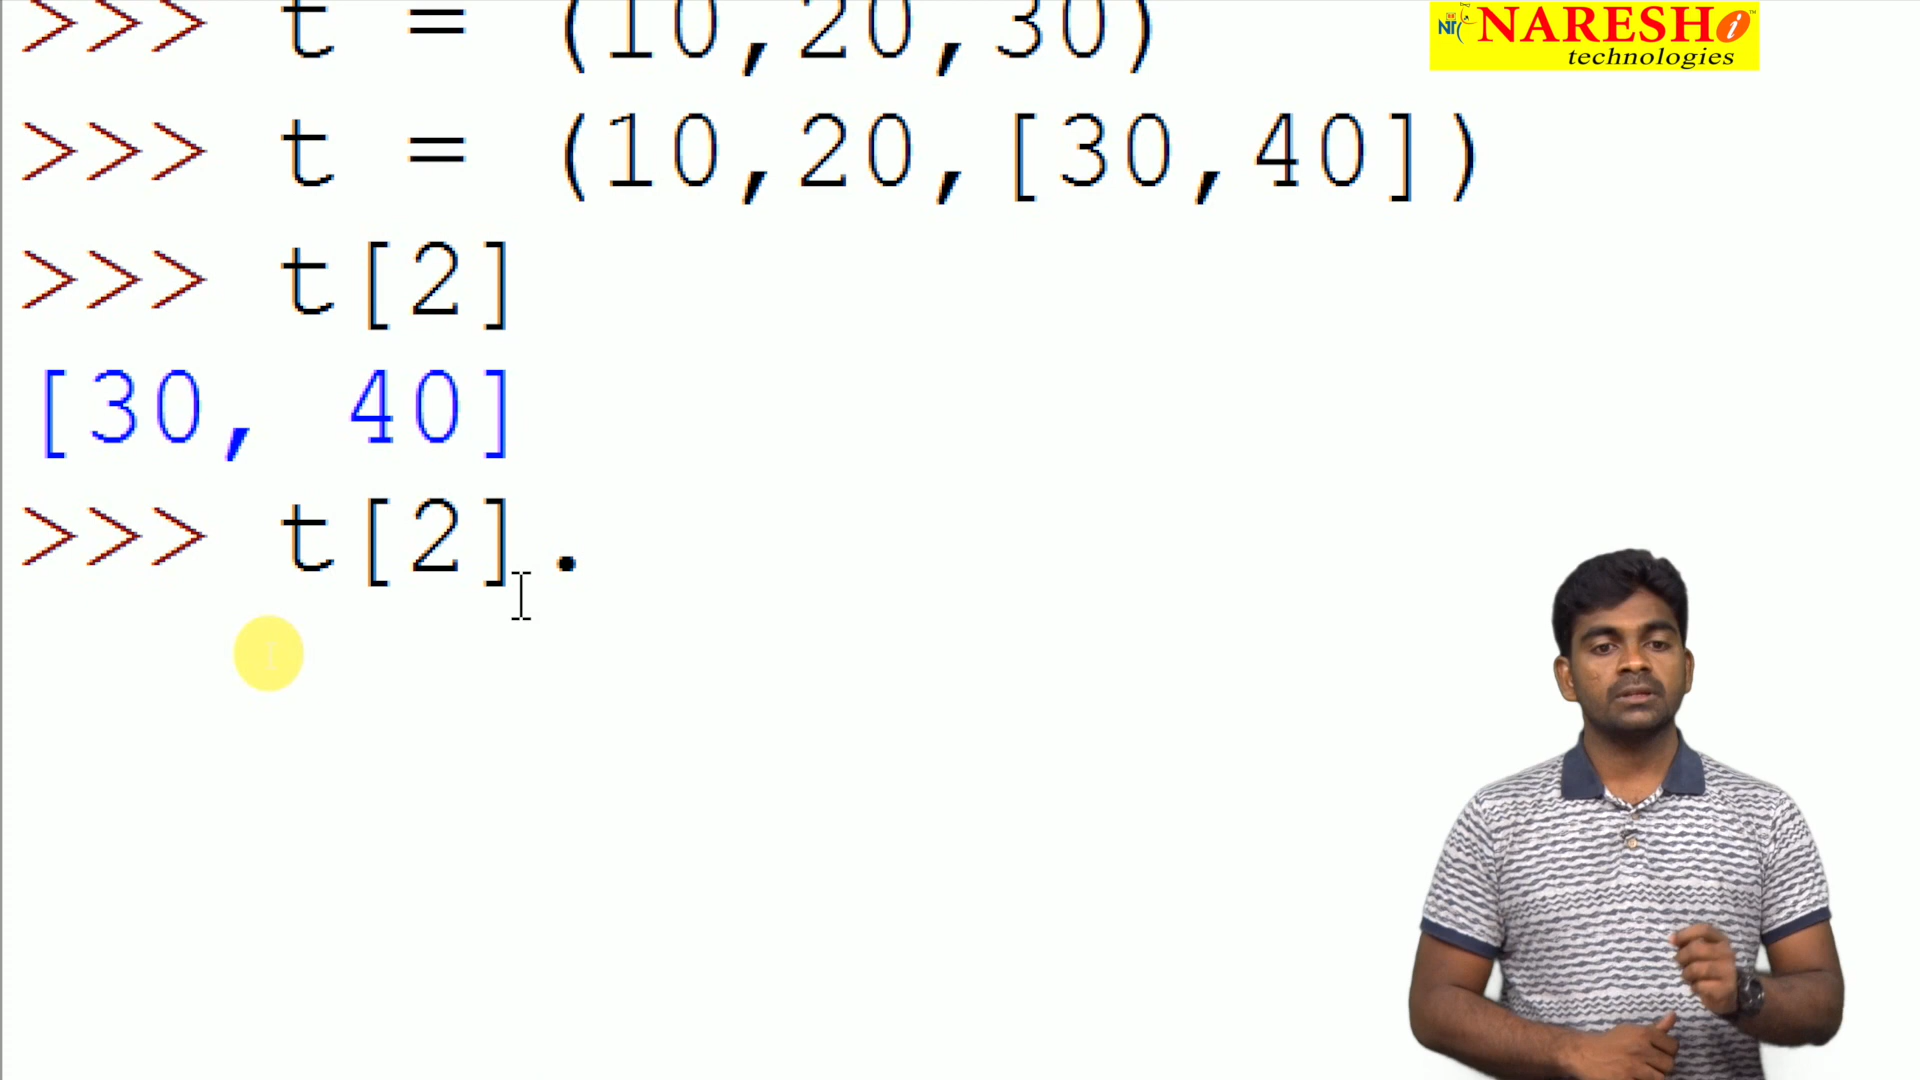 >>> t = (10,20,30)
NARESH i
technologies
>>> t = (10,20,[30,40])
>>> t[2]
[30, 40]
>>> t[2].